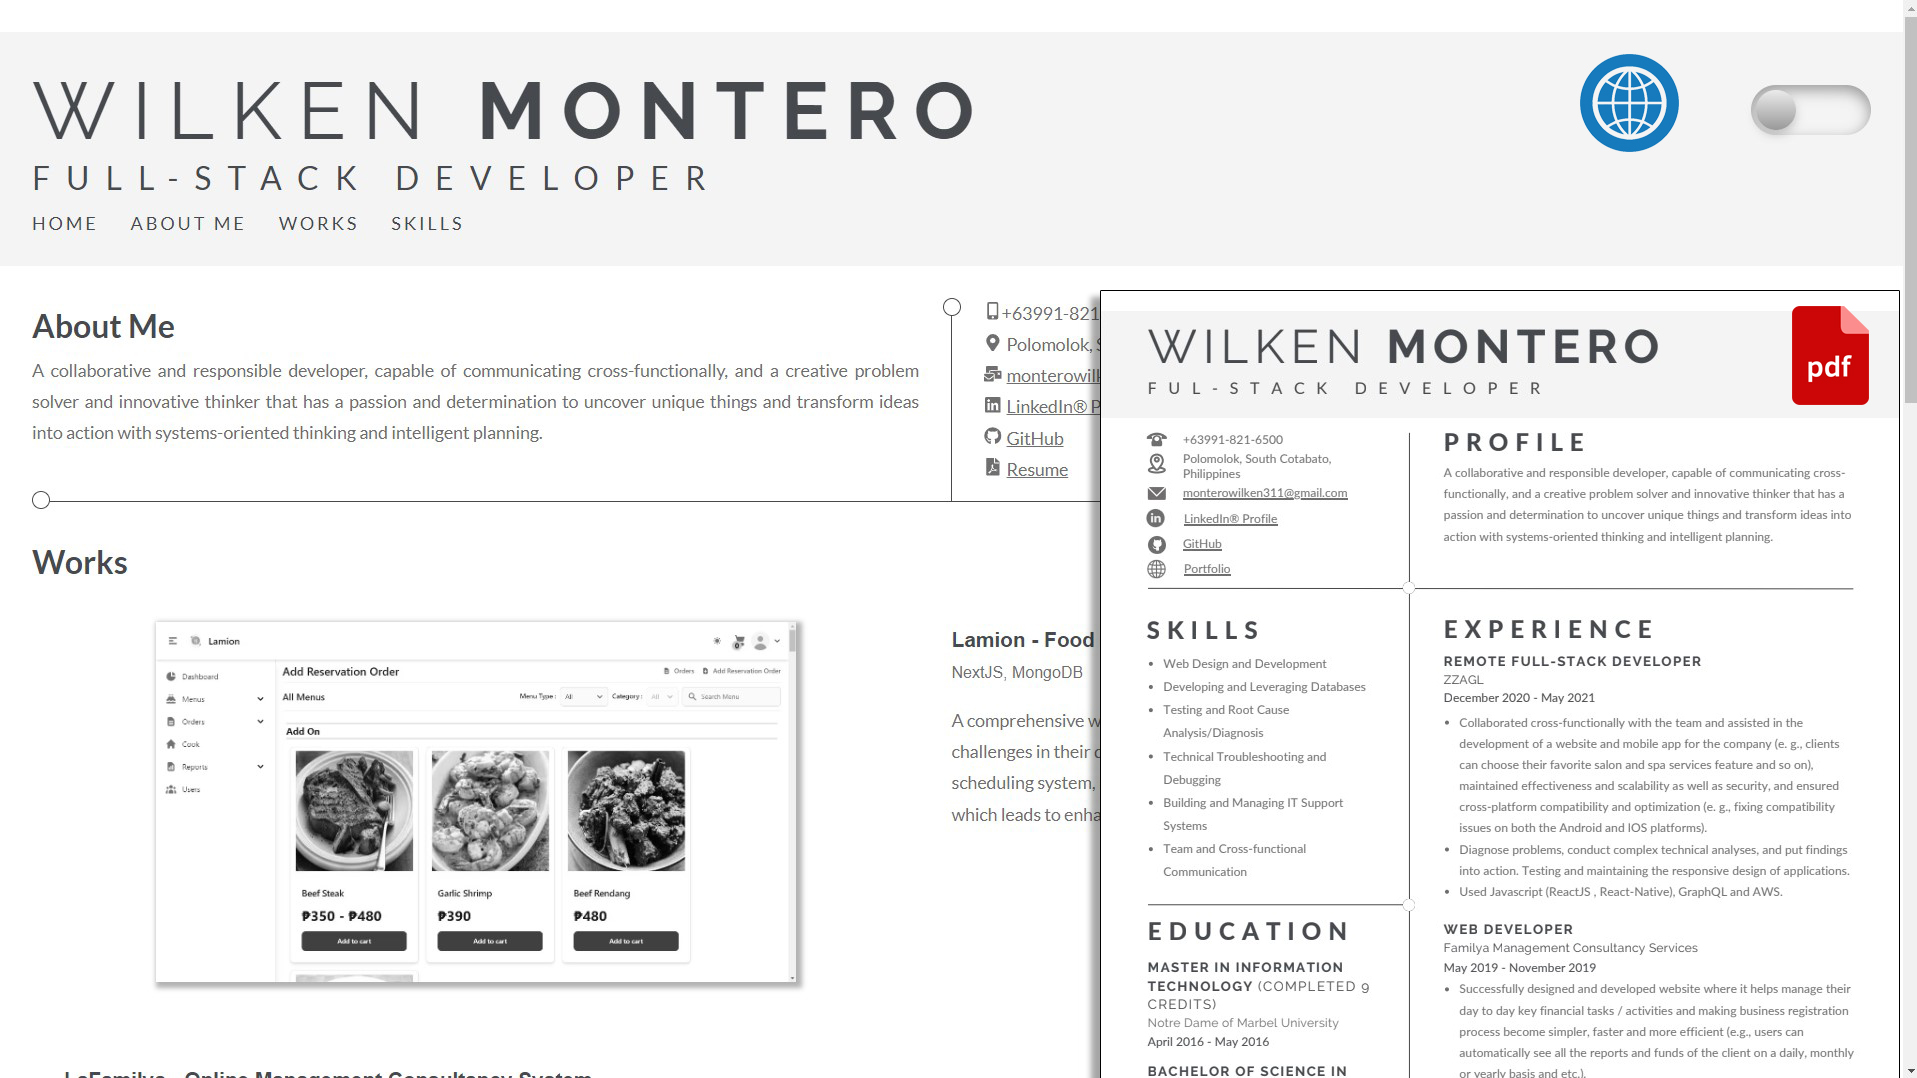 WILKEN MONTERO
FULL-STACK DEVELOPER
HOME ABOUT ME WORKS SKILLS
About Me
A collaborative and responsible developer, capable of communicating cross-functionally, and a creative problem
solver and innovative thinker that has a passion and determination to uncover unique things and transform ideas
into action with systems-oriented thinking and intelligent planning.
+63991-821
Polomolok,
monterowilk
LinkedIn® P
GitHub
Resume
Works
Lamion
Dashboard
Menus
Orders
Cook
Reports
Users
Add Reservation Order
Orders Add Reservation Order
All Menus
Menu Type : All Category : All Search Menu
Add On
Beef Steak
₱350 - ₱480
Add to cart
Garlic Shrimp
₱390
Add to cart
Beef Rendang
₱480
Add to cart
Lamion - Food
NextJS, MongoDB
A comprehensive w
challenges in their
scheduling system,
which leads to enha
LaFamilya - Online Management Consultancy System
WILKEN MONTERO
FUL-STACK DEVELOPER
pdf
+63991-821-6500
Polomolok, South Cotabato,
Philippines
monterowilken311@gmail.com
LinkedIn® Profile
GitHub
Portfolio
PROFILE
A collaborative and responsible developer, capable of communicating cross-
functionally, and a creative problem solver and innovative thinker that has a
passion and determination to uncover unique things and transform ideas into
action with systems-oriented thinking and intelligent planning.
SKILLS
• Web Design and Development
• Developing and Leveraging Databases
• Testing and Root Cause
Analysis/Diagnosis
• Technical Troubleshooting and
Debugging
• Building and Managing IT Support
Systems
• Team and Cross-functional
Communication
EDUCATION
MASTER IN INFORMATION
TECHNOLOGY (COMPLETED 9
CREDITS)
Notre Dame of Marbel University
April 2016 - May 2016
BACHELOR OF SCIENCE IN
EXPERIENCE
REMOTE FULL-STACK DEVELOPER
ZZAGL
December 2020 - May 2021
• Collaborated cross-functionally with the team and assisted in the
development of a website and mobile app for the company (e. g., clients
can choose their favorite salon and spa services feature and so on),
maintained effectiveness and scalability as well as security, and ensured
cross-platform compatibility and optimization (e. g., fixing compatibility
issues on both the Android and IOS platforms).
• Diagnose problems, conduct complex technical analyses, and put findings
into action. Testing and maintaining the responsive design of applications.
• Used Javascript (ReactJS , React-Native), GraphQL and AWS.
WEB DEVELOPER
Familya Management Consultancy Services
May 2019 - November 2019
• Successfully designed and developed website where it helps manage their
day to day key financial tasks / activities and making business registration
process become simpler, faster and more efficient (e.g., users can
automatically see all the reports and funds of the client on a daily, monthly
or yearly basis and etc.).